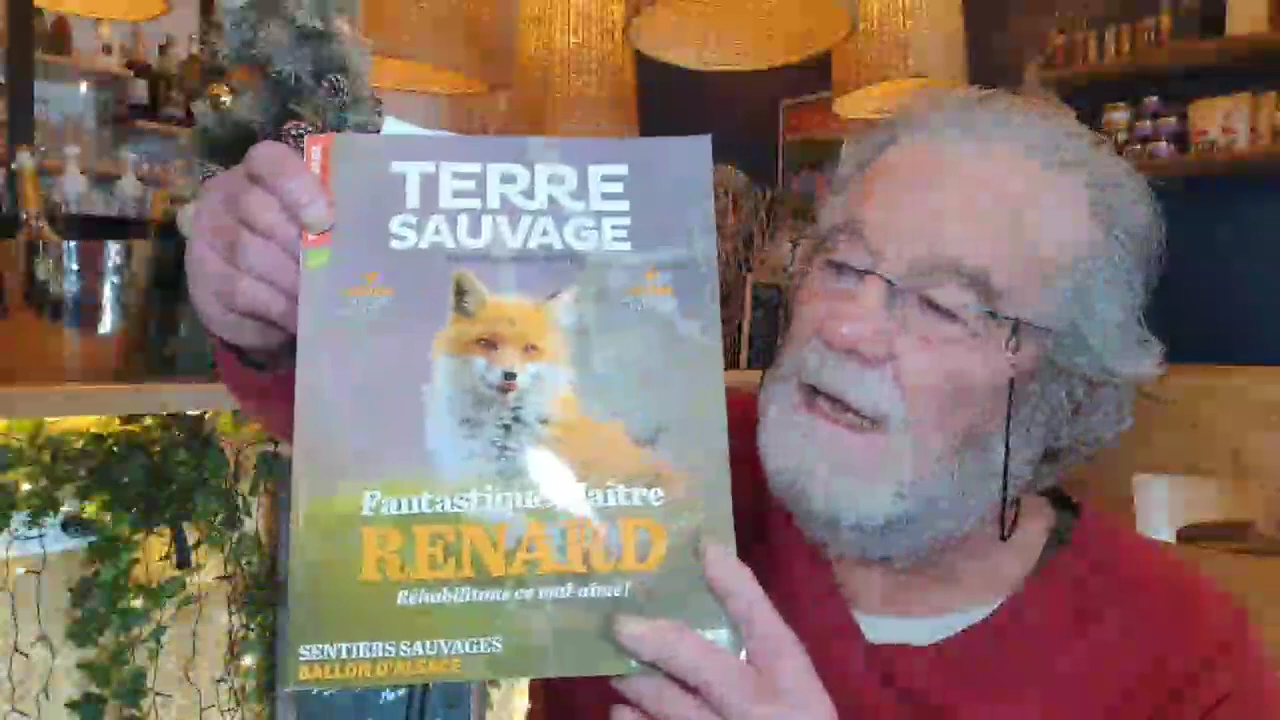 TERRE
SAUVAGE
Fantastique Maître
RENARD
Réhabilitons ce mal-aimé !
SENTIERS SAUVAGES
BALLON D'ALSACE